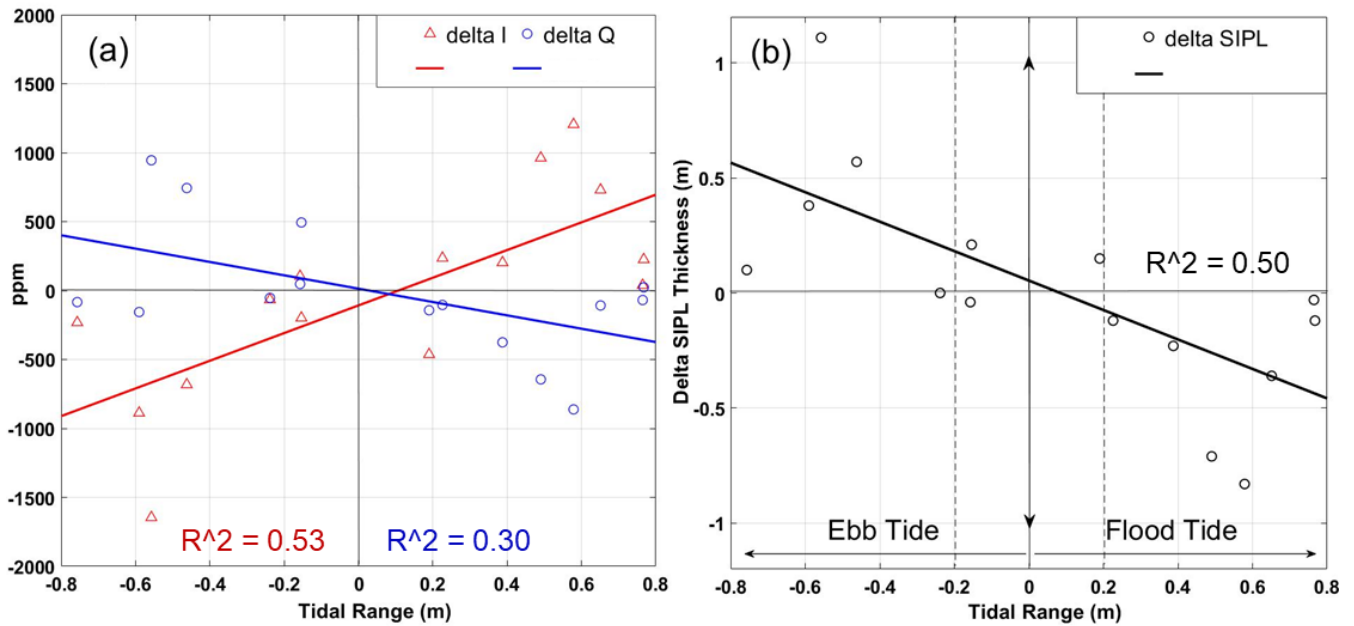 (a)
delta I
delta Q
2000
1500
1000
500
0
-500
-1000
-1500
-2000
ppm
R^2 = 0.53
R^2 = 0.30
-0.8
-0.6
-0.4
-0.2
0
0.2
0.4
0.6
0.8
Tidal Range (m)
(b)
delta SIPL
1
0.5
0
-0.5
-1
Delta SIPL Thickness (m)
R^2 = 0.50
Ebb Tide
Flood Tide
-0.8
-0.6
-0.4
-0.2
0
0.2
0.4
0.6
0.8
Tidal Range (m)